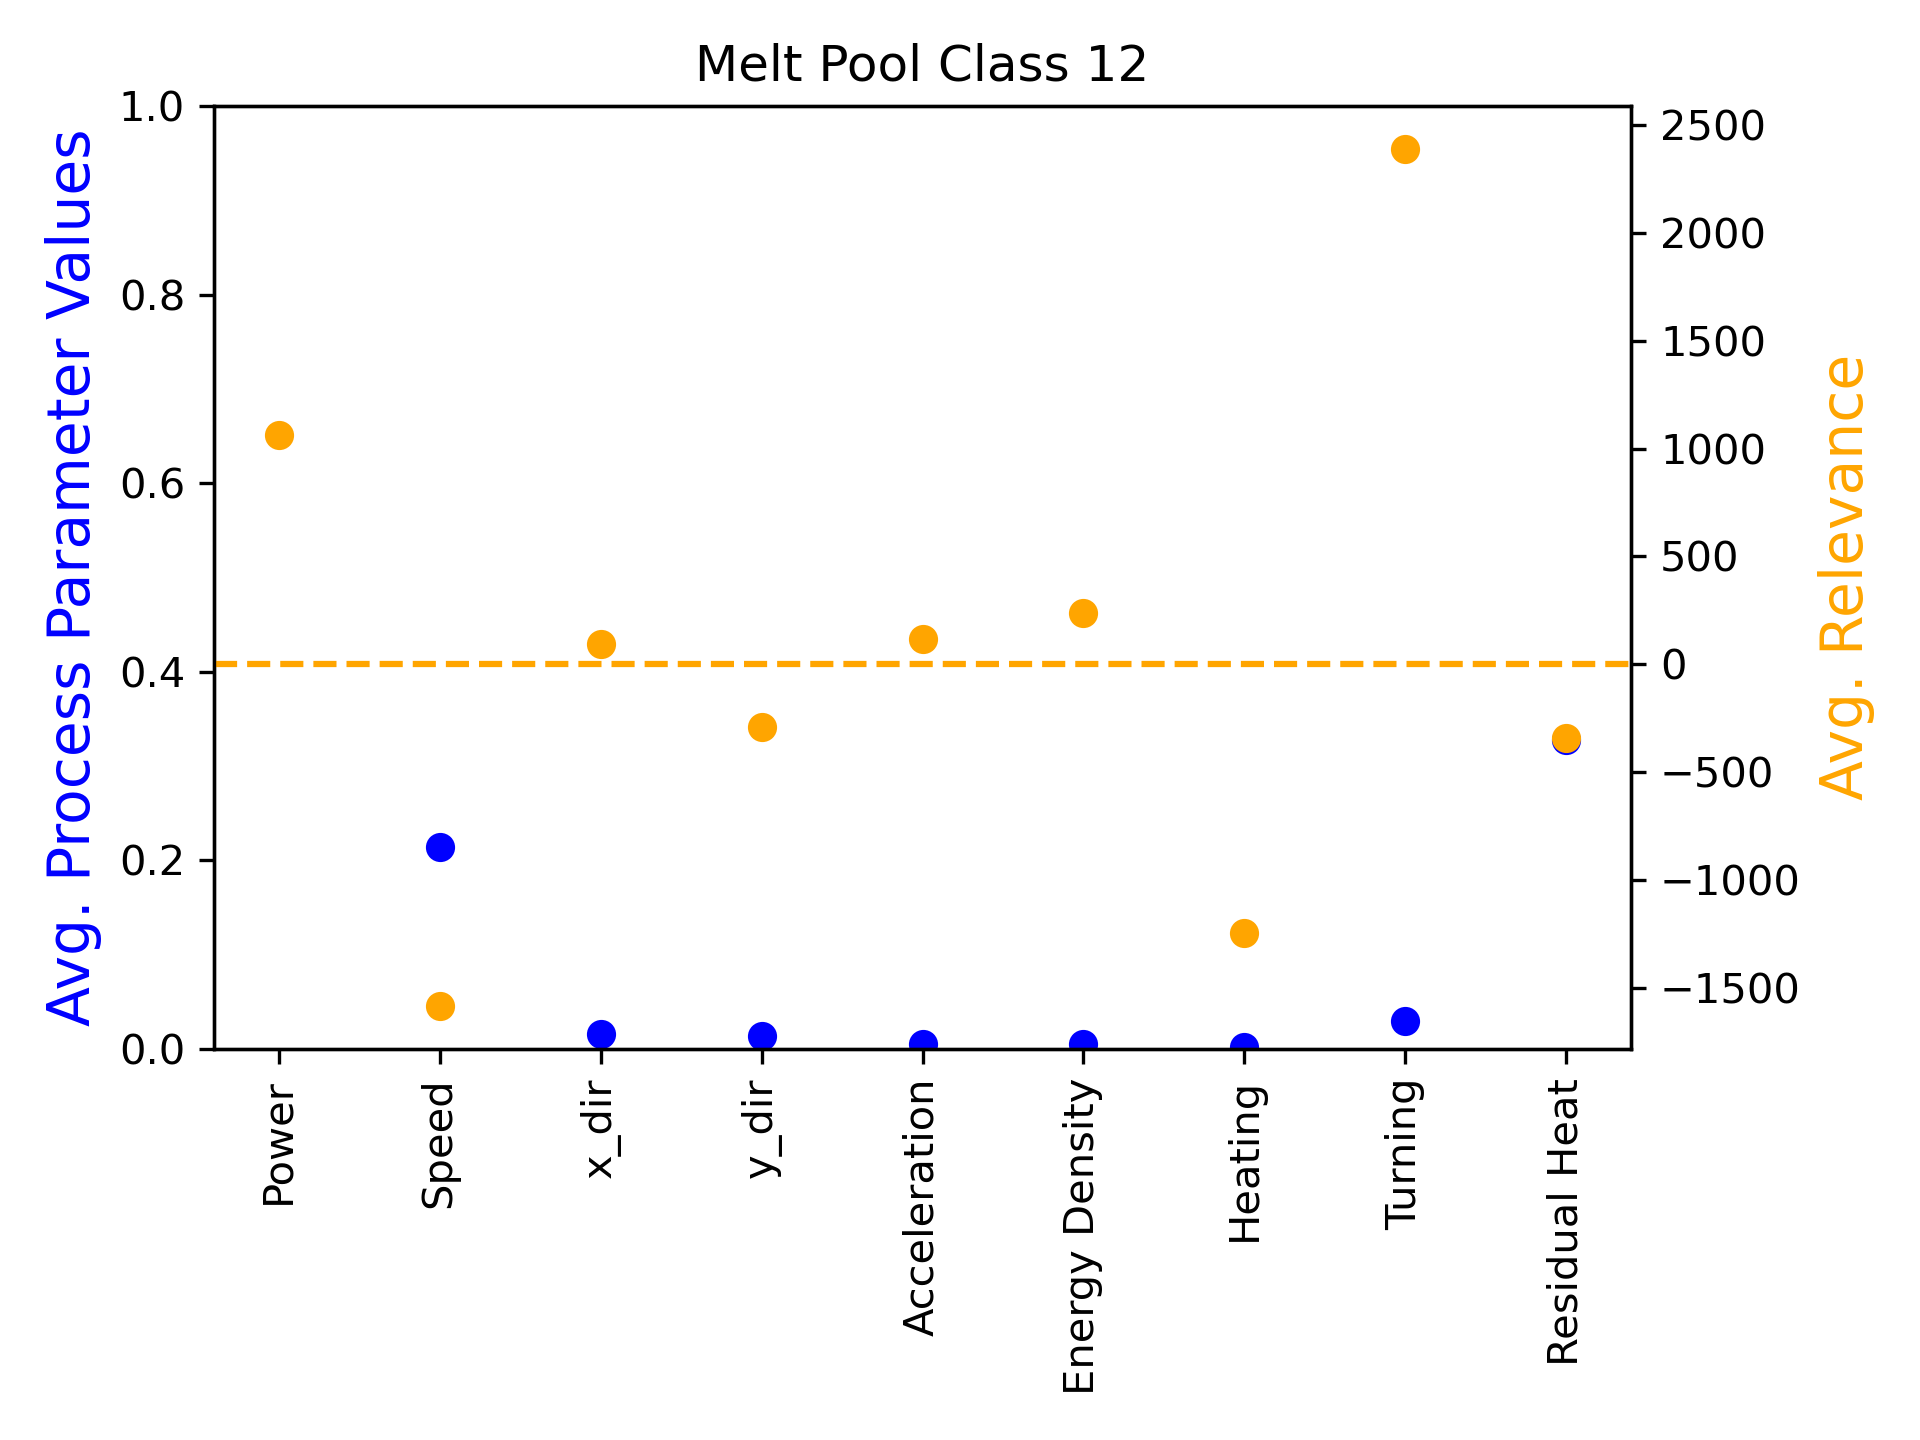 Melt Pool Class 12
Avg. Process Parameter Values
1.0
0.8
0.6
0.4
0.2
0.0
2500
2000
1500
1000
500
0
−500
−1000
−1500
Avg. Relevance
Power
Speed
x_dir
y_dir
Acceleration
Energy Density
Heating
Turning
Residual Heat